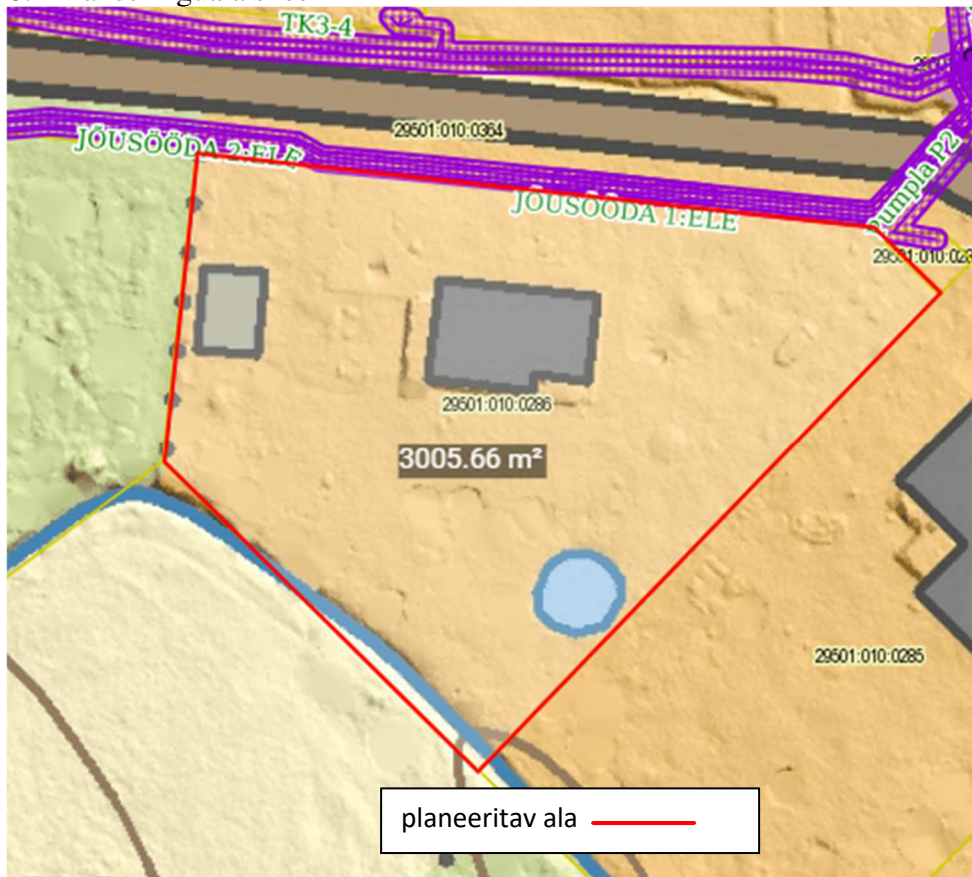 TK3-4
29501:010:0364
JÕUSÖÖDA 2:ELE
JÕUSÖÖDA 1:ELE
Pumpla P2
29501:010:0286
3005.66 m²
29501:010:0285
planeeritav ala